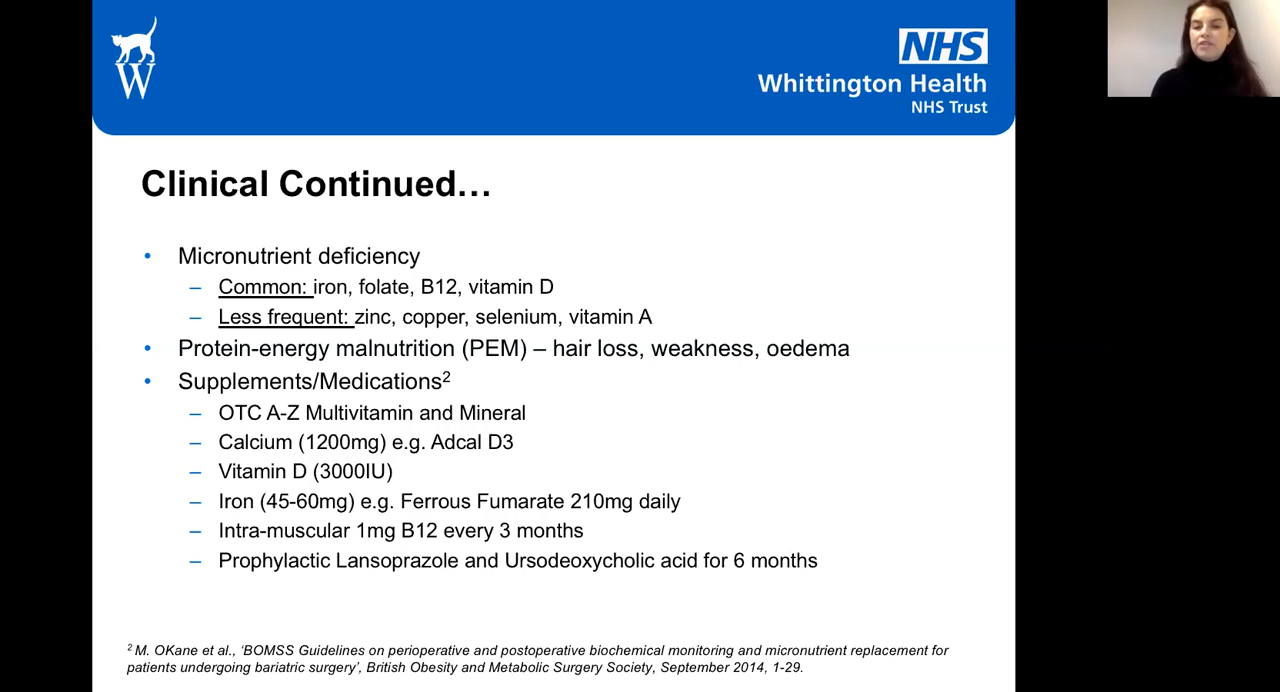 W
NHS
Whittington Health
NHS Trust
Clinical Continued…
• Micronutrient deficiency
– Common: iron, folate, B12, vitamin D
– Less frequent: zinc, copper, selenium, vitamin A
• Protein-energy malnutrition (PEM) – hair loss, weakness, oedema
• Supplements/Medications²
– OTC A-Z Multivitamin and Mineral
– Calcium (1200mg) e.g. Adcal D3
– Vitamin D (3000IU)
– Iron (45-60mg) e.g. Ferrous Fumarate 210mg daily
– Intra-muscular 1mg B12 every 3 months
– Prophylactic Lansoprazole and Ursodeoxycholic acid for 6 months
² M. OKane et al., ‘BOMSS Guidelines on perioperative and postoperative biochemical monitoring and micronutrient replacement for
patients undergoing bariatric surgery’, British Obesity and Metabolic Surgery Society, September 2014, 1-29.